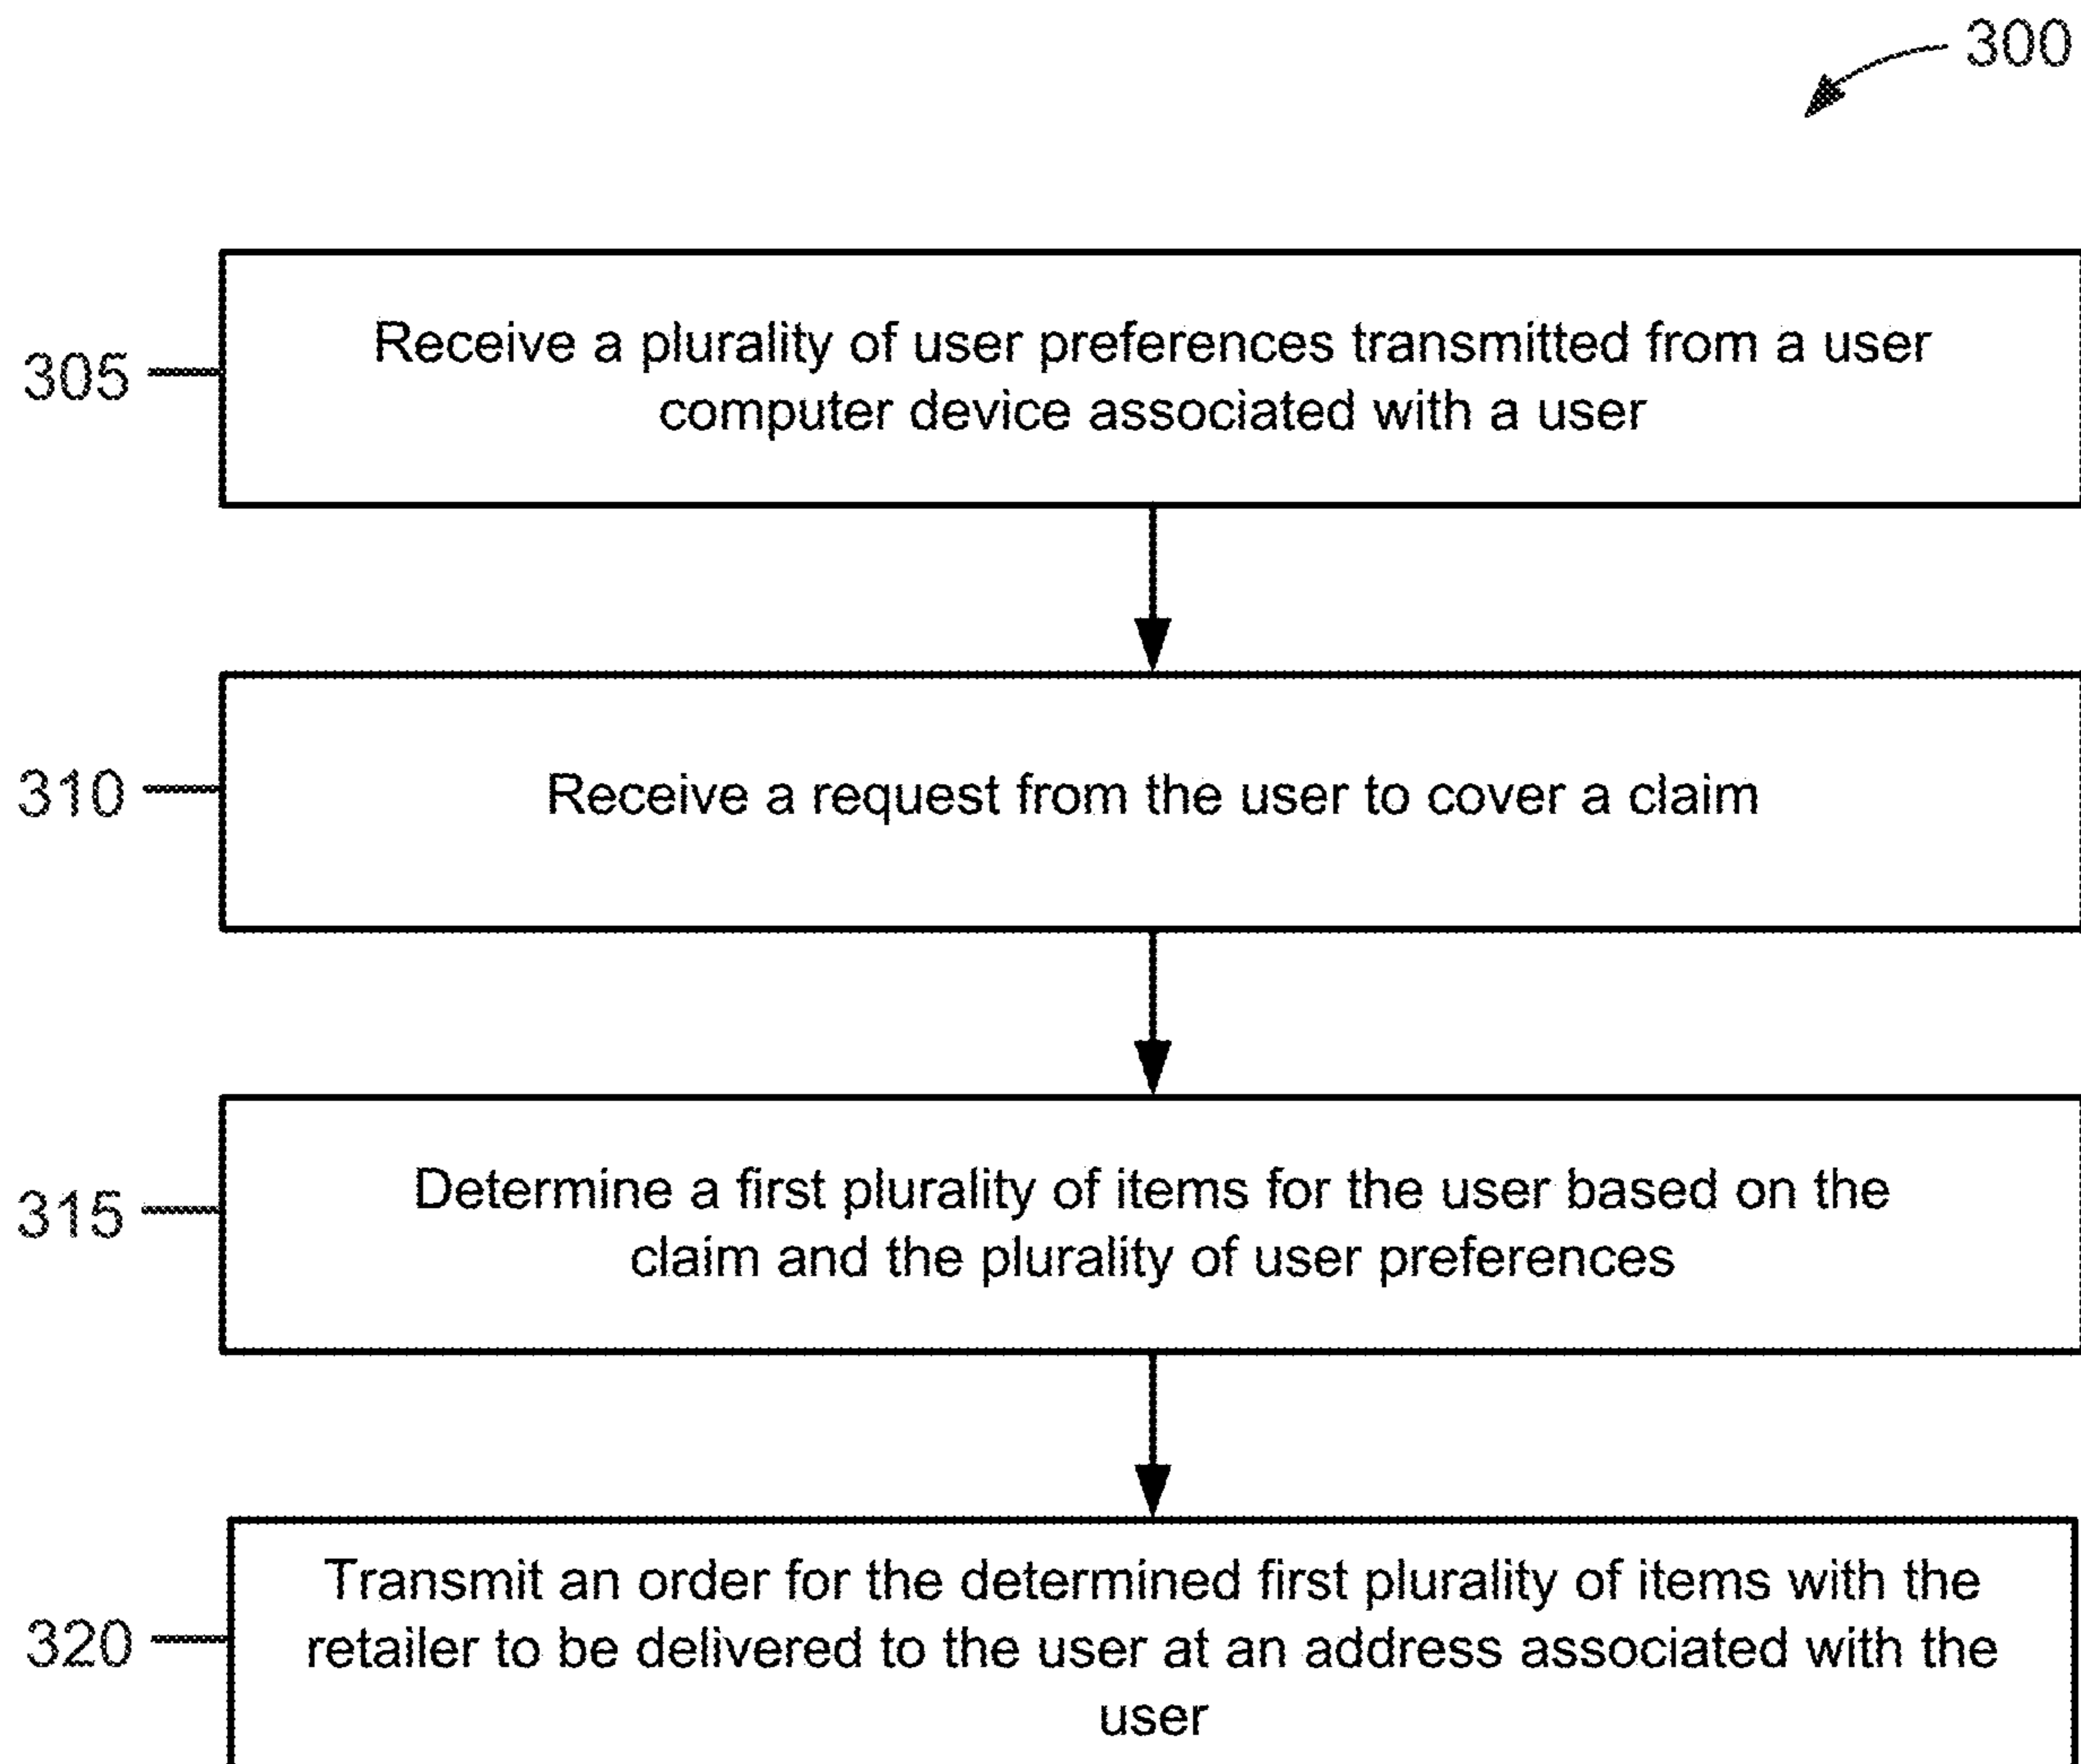 300
305
Receive a plurality of user preferences transmitted from a user
computer device associated with a user
310
Receive a request from the user to cover a claim
315
Determine a first plurality of items for the user based on the
claim and the plurality of user preferences
320
Transmit an order for the determined first plurality of items with the
retailer to be delivered to the user at an address associated with the
user